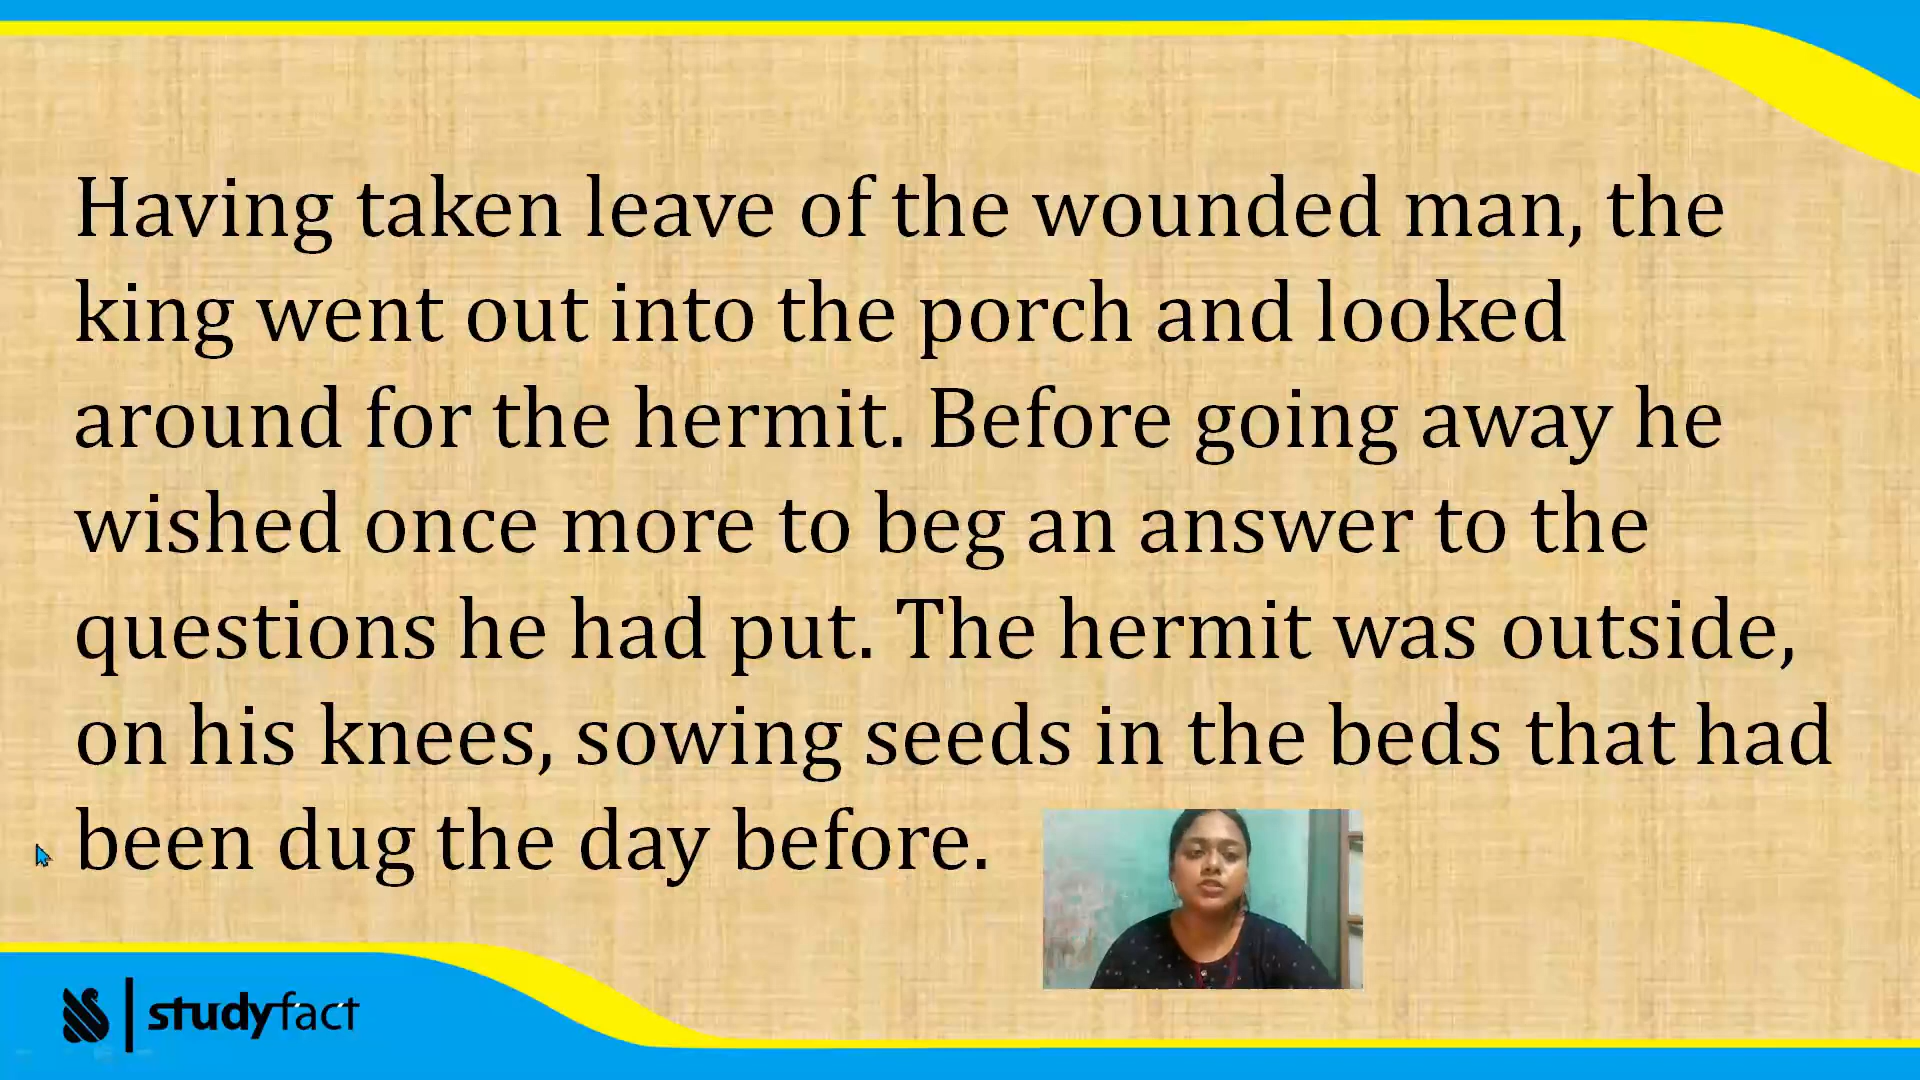 Having taken leave of the wounded man, the
king went out into the porch and looked
around for the hermit. Before going away he
wished once more to beg an answer to the
questions he had put. The hermit was outside,
on his knees, sowing seeds in the beds that had
been dug the day before.
studyfact